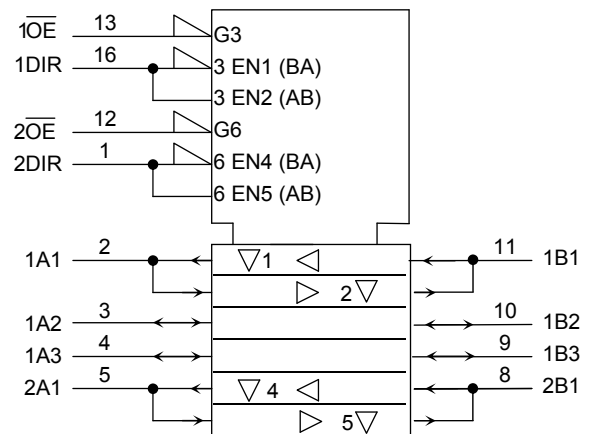 1O̅E̅ 13 G3
1DIR 16 3 EN1 (BA)
3 EN2 (AB)
2O̅E̅ 12 G6
2DIR 1 6 EN4 (BA)
6 EN5 (AB)
1A1 2 1 11 1B1
2
1A2 3 10 1B2
1A3 4 9 1B3
2A1 5 4 8 2B1
5